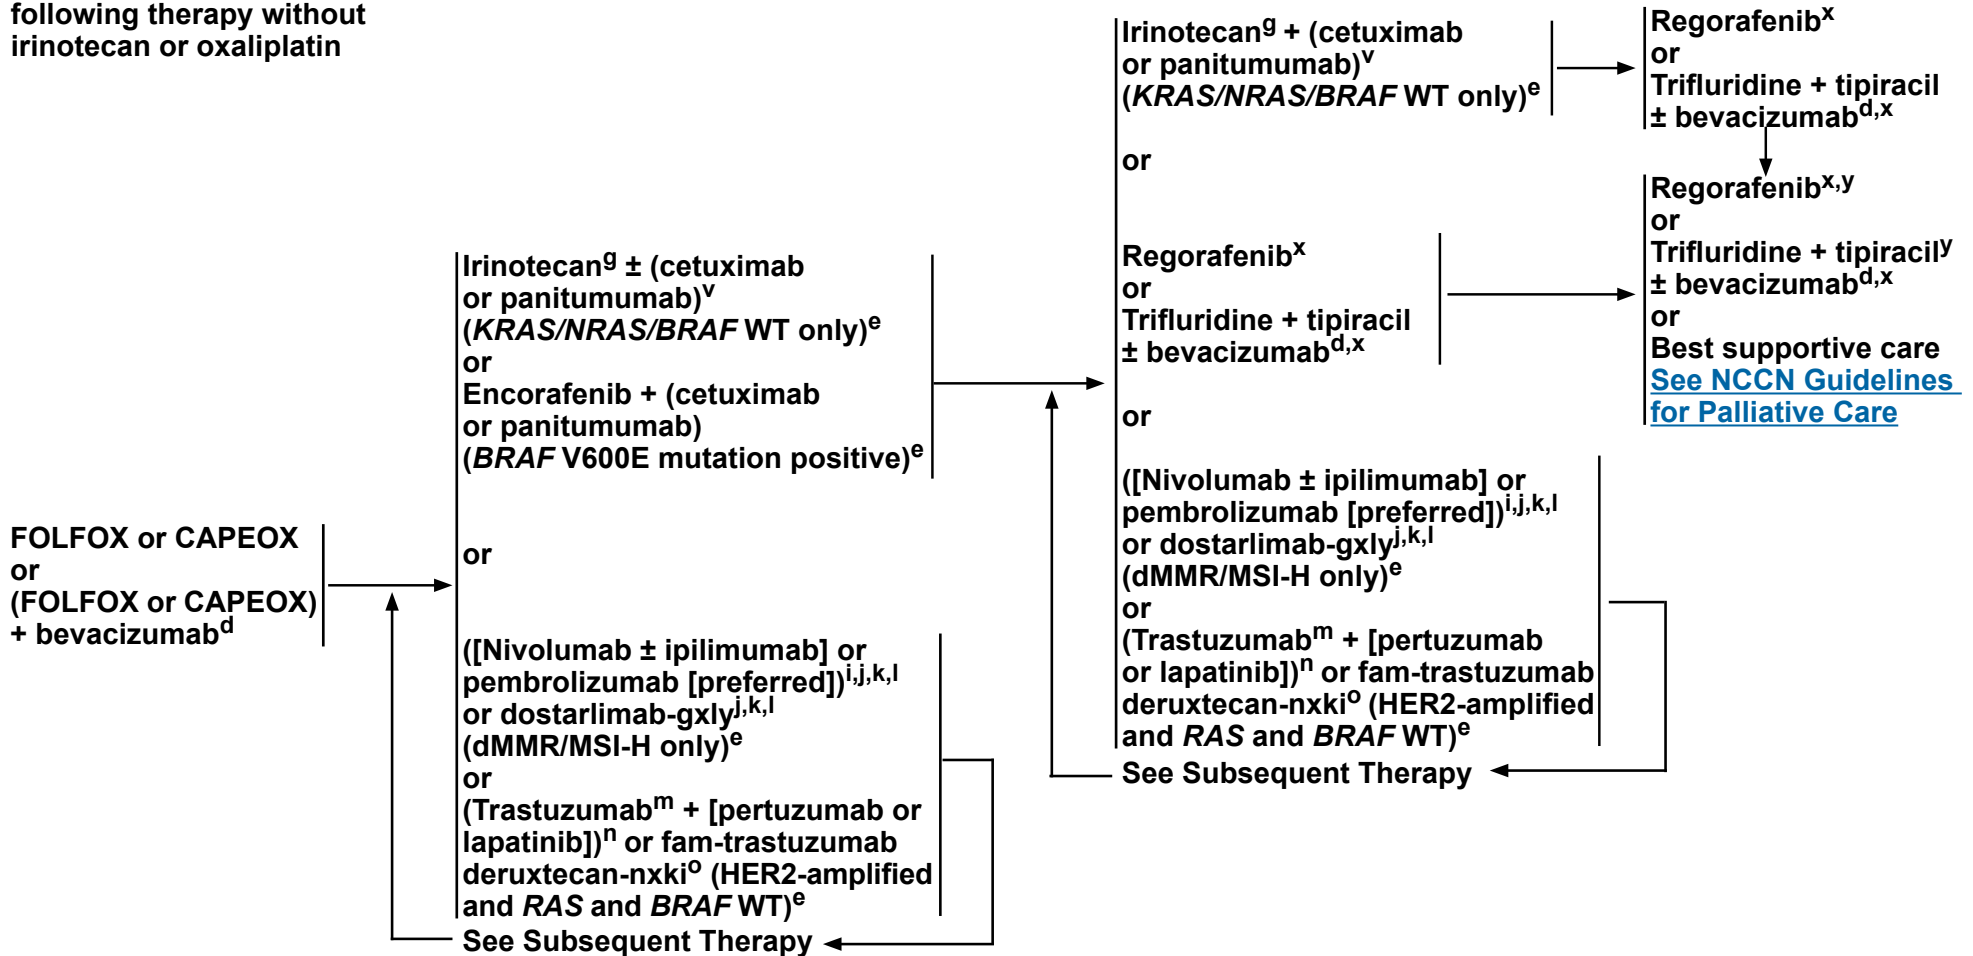 following therapy without
irinotecan or oxaliplatin
FOLFOX or CAPEOX
or
(FOLFOX or CAPEOX)
+ bevacizumabᵈ
Irinotecanᵍ ± (cetuximab
or panitumumab)ᵛ
(KRAS/NRAS/BRAF WT only)ᵉ
or
Encorafenib + (cetuximab
or panitumumab)
(BRAF V600E mutation positive)ᵉ
or
([Nivolumab ± ipilimumab] or
pembrolizumab [preferred])ⁱ,ʲ,ᵏ,ˡ
or dostarlimab-gxlyʲ,ᵏ,ˡ
(dMMR/MSI-H only)ᵉ
or
(Trastuzumabᵐ + [pertuzumab or
lapatinib])ⁿ or fam-trastuzumab
deruxtecan-nxkiᵒ (HER2-amplified
and RAS and BRAF WT)ᵉ
See Subsequent Therapy
Irinotecanᵍ + (cetuximab
or panitumumab)ᵛ
(KRAS/NRAS/BRAF WT only)ᵉ
or
Regorafenibˣ
or
Trifluridine + tipiracil
± bevacizumabᵈ,ˣ
or
([Nivolumab ± ipilimumab] or
pembrolizumab [preferred])ⁱ,ʲ,ᵏ,ˡ
or dostarlimab-gxlyʲ,ᵏ,ˡ
(dMMR/MSI-H only)ᵉ
or
(Trastuzumabᵐ + [pertuzumab
or lapatinib])ⁿ or fam-trastuzumab
deruxtecan-nxkiᵒ (HER2-amplified
and RAS and BRAF WT)ᵉ
See Subsequent Therapy
Regorafenibˣ
or
Trifluridine + tipiracil
± bevacizumabᵈ,ˣ
Regorafenibˣ,ʸ
or
Trifluridine + tipiracilʸ
± bevacizumabᵈ,ˣ
or
Best supportive care
See NCCN Guidelines
for Palliative Care